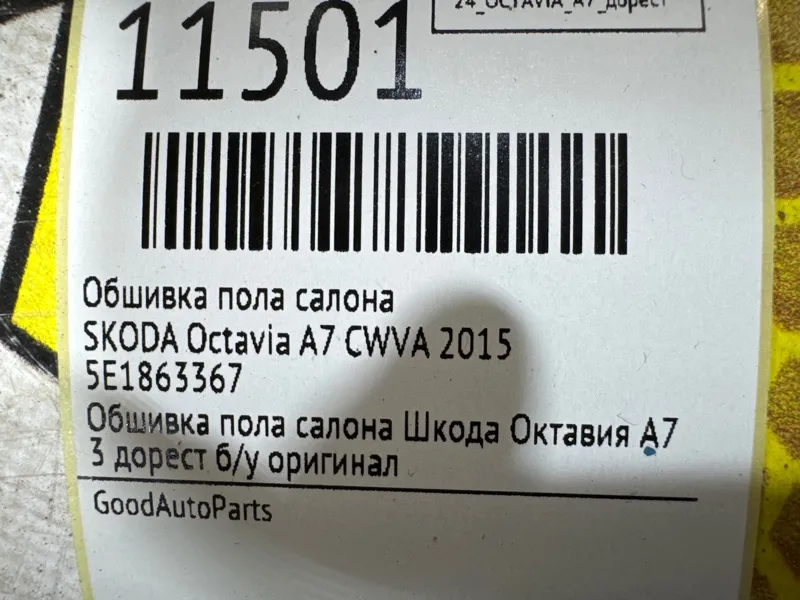 24_OCTAVIA_A7_дорест
11501
Обшивка пола салона
SKODA Octavia A7 CWVA 2015
5E1863367
Обшивка пола салона Шкода Октавия А7
3 дорест б/у оригинал
GoodAutoParts